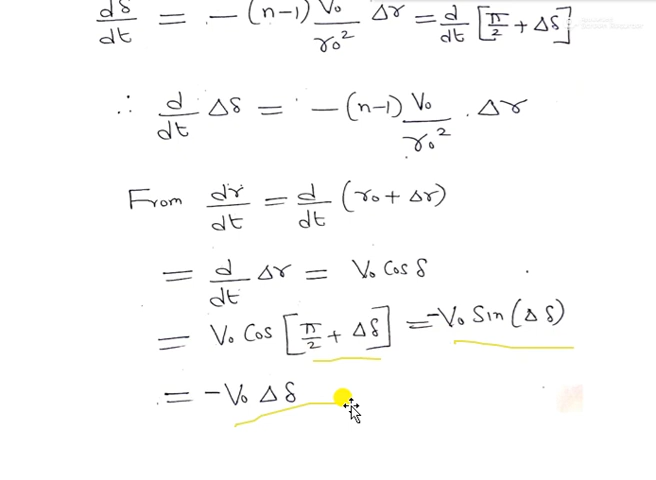 dδ/dt = -(n-1) V₀/r₀² Δr = d/dt [π/2 + Δδ]
∴ d/dt Δδ = -(n-1) V₀/r₀² . Δr
From dr/dt = d/dt (r₀ + Δr)
= d/dt Δr = V₀ Cos δ
= V₀ Cos [π/2 + Δδ] = -V₀ Sin (Δδ)
= -V₀ Δδ